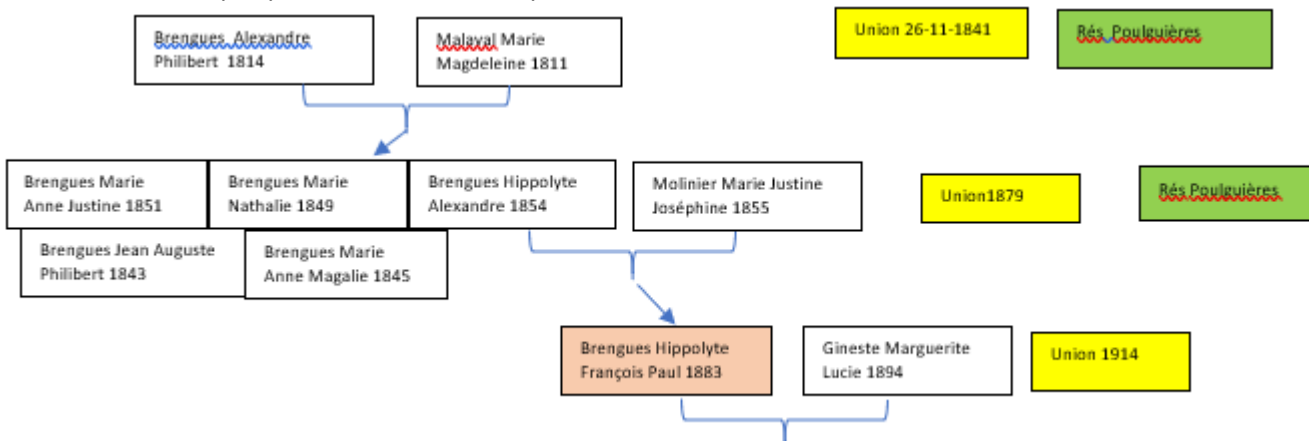 Brengues Alexandre
Philibert 1814
Malaval Marie
Magdeleine 1811
Union 26-11-1841
Rés Poulguières
Brengues Marie
Anne Justine 1851
Brengues Marie
Nathalie 1849
Brengues Hippolyte
Alexandre 1854
Molinier Marie Justine
Joséphine 1855
Union1879
Rés Poulguières
Brengues Jean Auguste
Philibert 1843
Brengues Marie
Anne Magalie 1845
Brengues Hippolyte
François Paul 1883
Gineste Marguerite
Lucie 1894
Union 1914